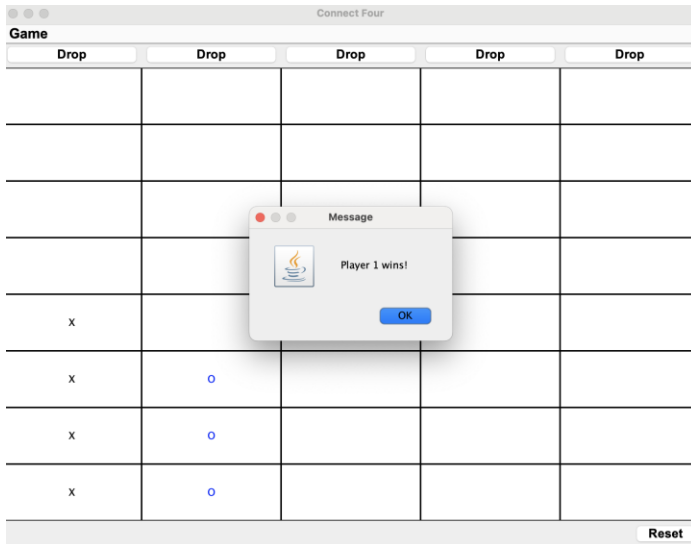 Connect Four
Game
Drop Drop Drop Drop Drop
Message
Player 1 wins!
OK
X
X O
X O
X O
Reset